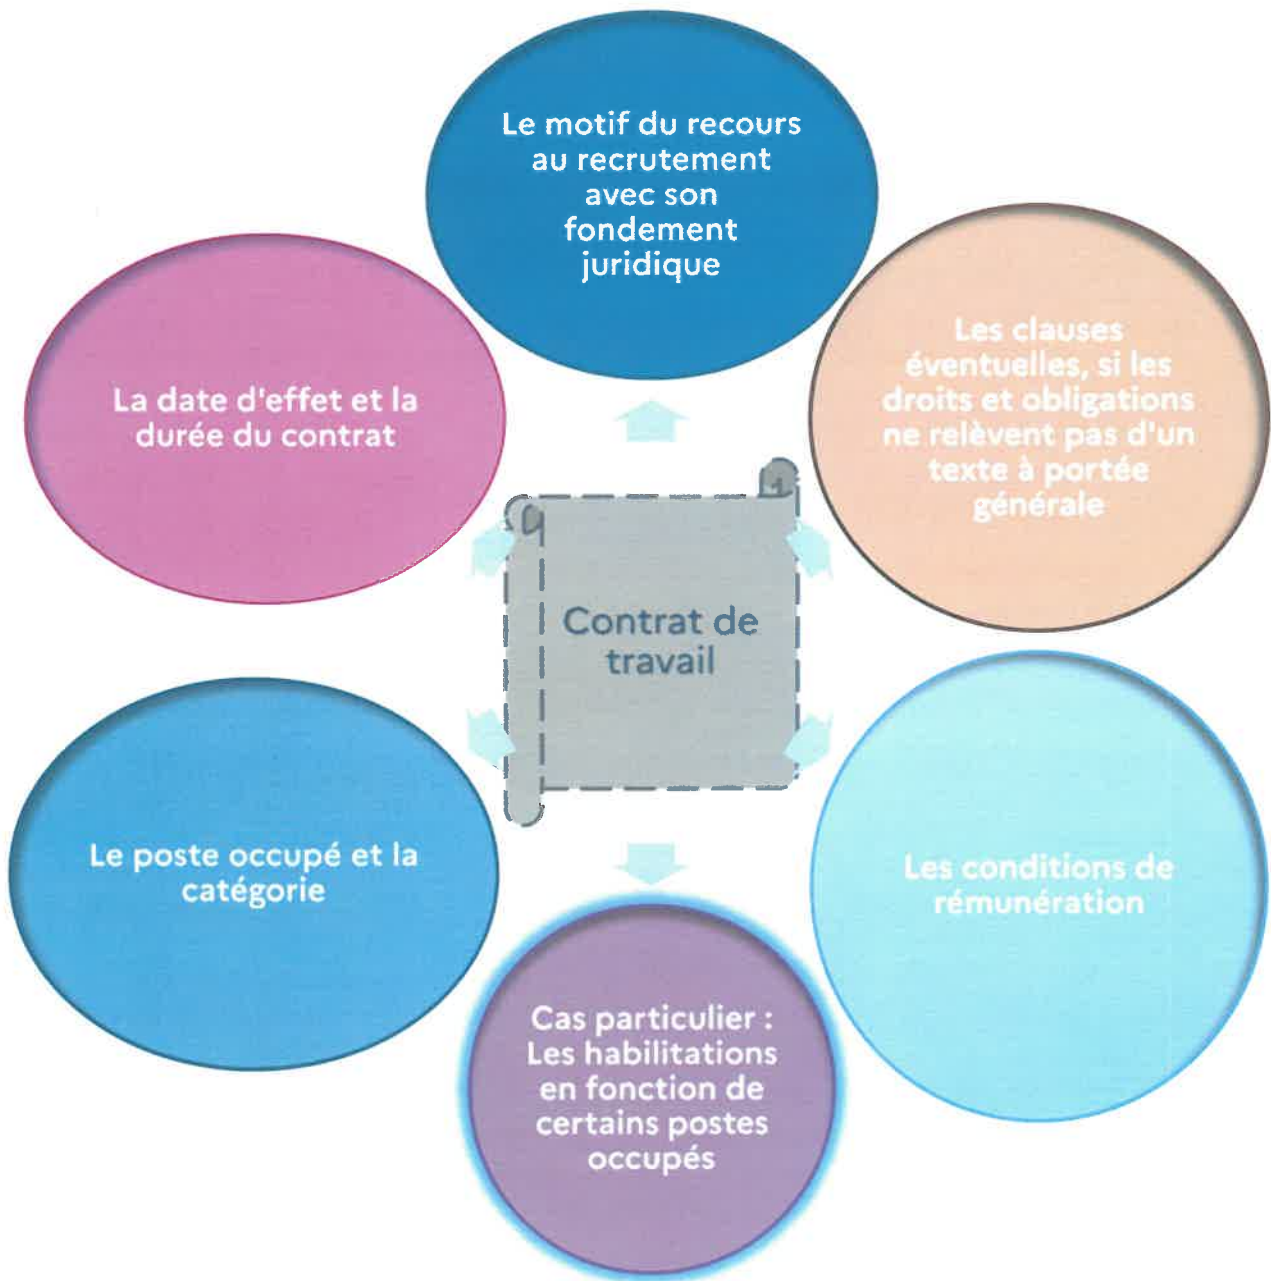 Le motif du recours
au recrutement
avec son
fondement
juridique
Les clauses
éventuelles, si les
droits et obligations
ne relèvent pas d'un
texte à portée
générale
La date d'effet et la
durée du contrat
Contrat de
travail
Le poste occupé et la
catégorie
Les conditions de
rémunération
Cas particulier :
Les habilitations
en fonction de
certains postes
occupés